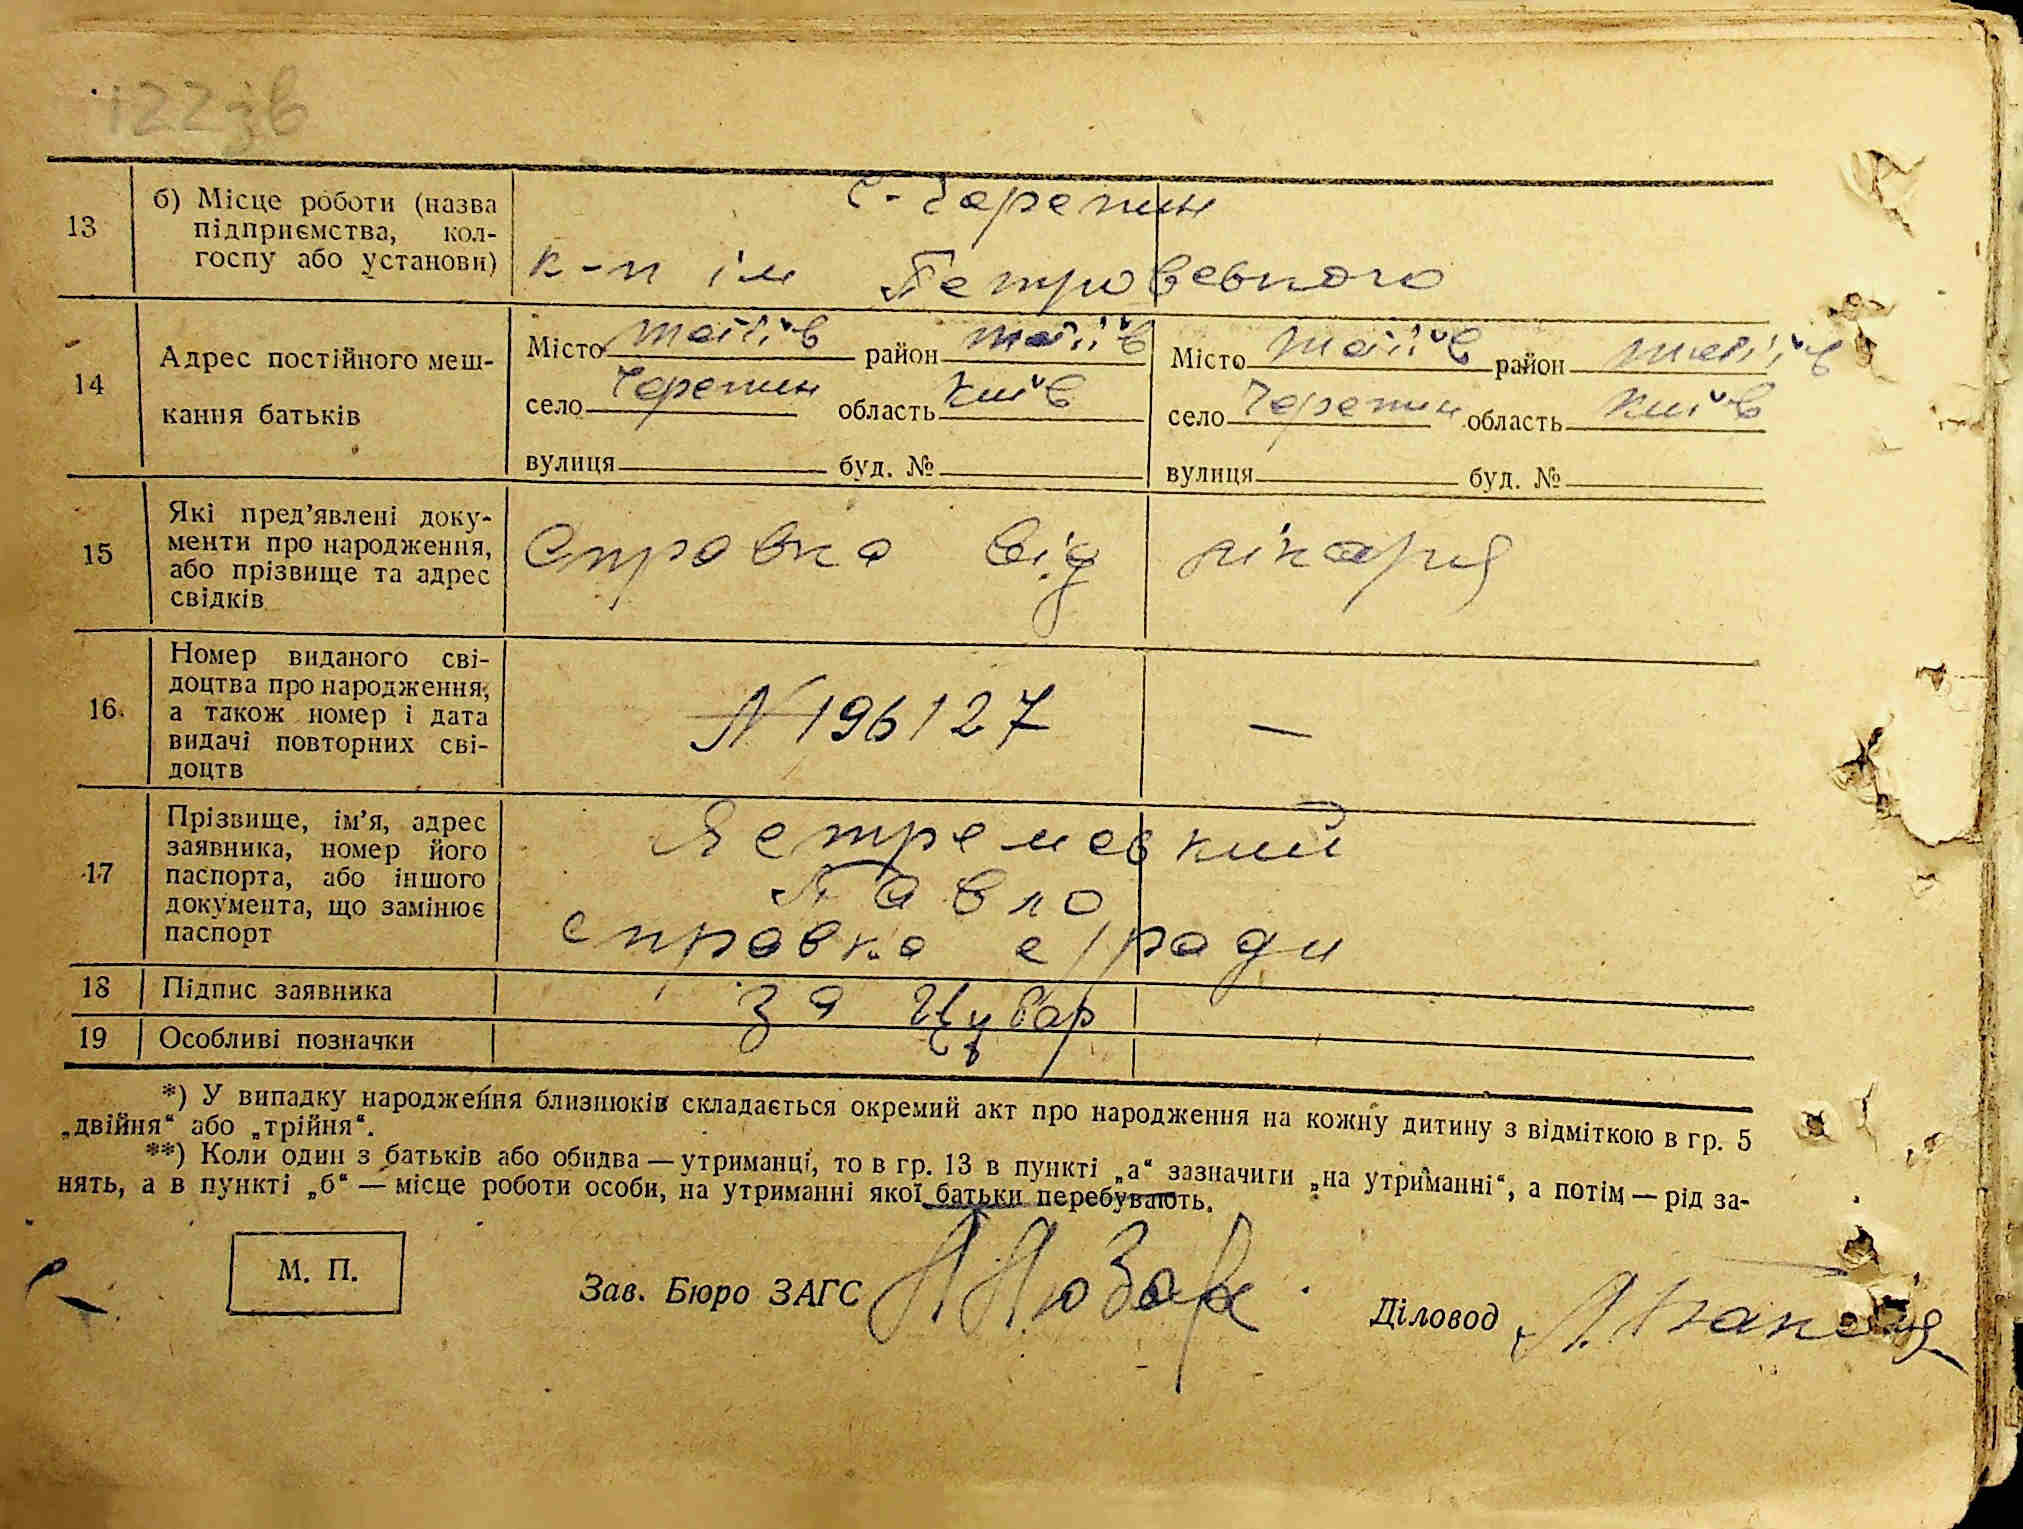 122зв
13
б) Місце роботи (назва
підприємства, кол-
госпу або установи)
с. Черепин
к-п ім Петровського
14
Адрес постійного меш-
кання батьків
Місто район
село Черепин область Київ
вулиця буд. №
Місто район
село Черепин область Київ
вулиця буд. №
15
Які пред’явлені доку-
менти про народження,
або прізвище та адрес
свідків
Справка від лікаря
16
Номер виданого сві-
доцтва про народження,
а також номер і дата
видачі повторних сві-
доцтв
N 196127 —
17
Прізвище, ім’я, адрес
заявника, номер його
паспорта, або іншого
документа, що замінює
паспорт
Ястремский
Павло
справка с/ради
18 Підпис заявника
за
19 Особливі позначки
*) У випадку народження близнюків складається окремий акт про народження на кожну дитину з відміткою в гр. 5
„двійня“ або „трійня“.
**) Коли один з батьків або обидва — утриманці, то в гр. 13 в пункті „а“ зазначити „на утриманні“, а потім — рід за-
нять, а в пункті „б“ — місце роботи особи, на утриманні якої батьки перебувають.
М. П.
Зав. Бюро ЗАГС
Діловод